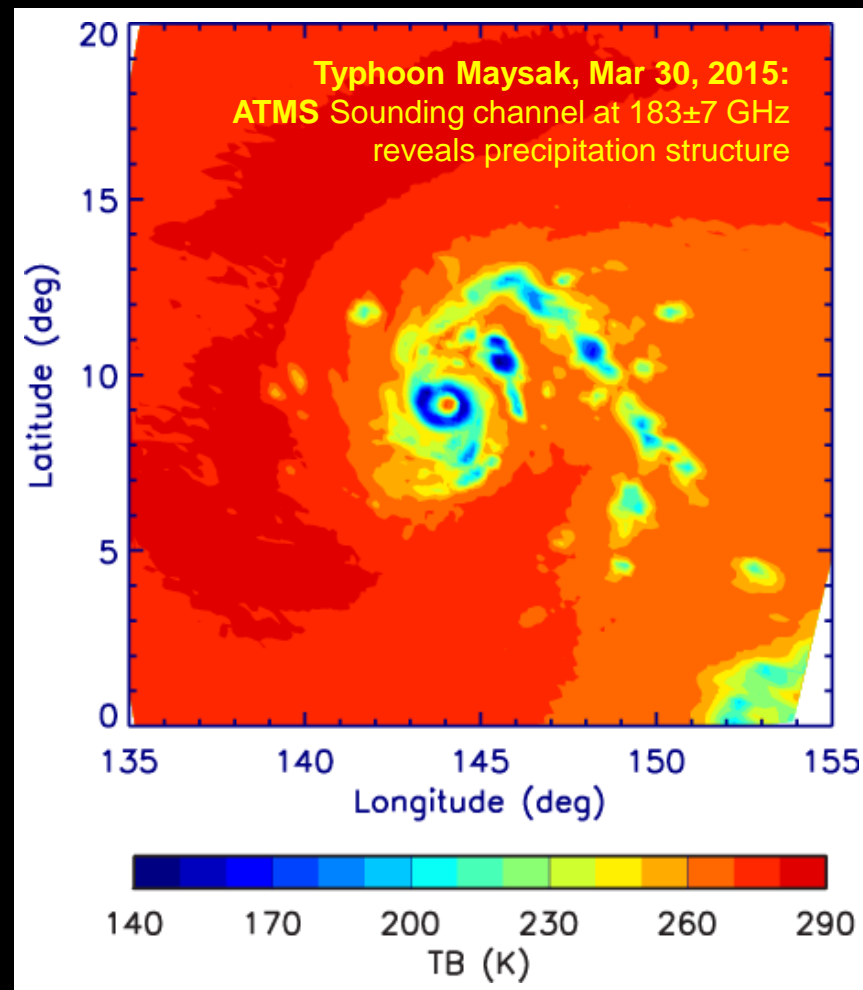 20
Typhoon Maysak, Mar 30, 2015:
ATMS Sounding channel at 183±7 GHz
reveals precipitation structure
15
10
5
0
Latitude (deg)
135 140 145 150 155
Longitude (deg)
140 170 200 230 260 290
TB (K)